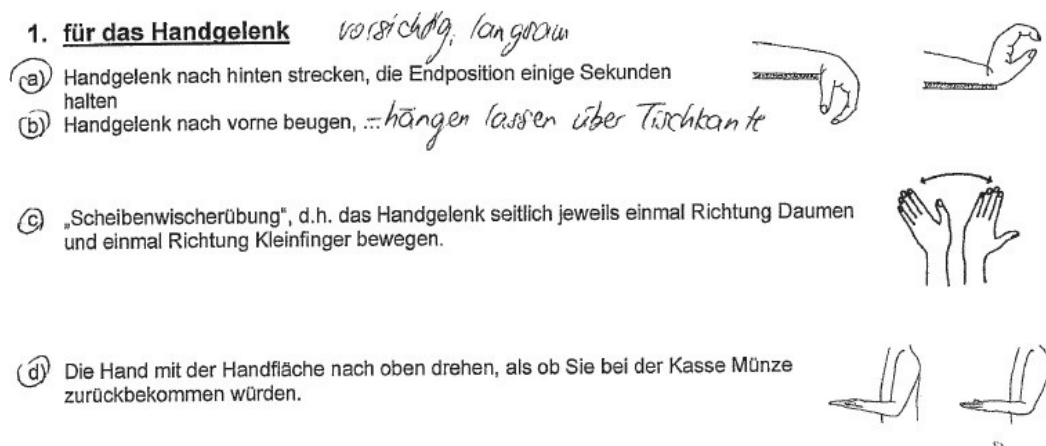 1. für das Handgelenk vorsichtig, langsam
a) Handgelenk nach hinten strecken, die Endposition einige Sekunden
halten
b) Handgelenk nach vorne beugen, ... hängen lassen über Tischkante
c) „Scheibenwischerübung", d.h. das Handgelenk seitlich jeweils einmal Richtung Daumen
und einmal Richtung Kleinfinger bewegen.
d) Die Hand mit der Handfläche nach oben drehen, als ob Sie bei der Kasse Münze
zurückbekommen würden.